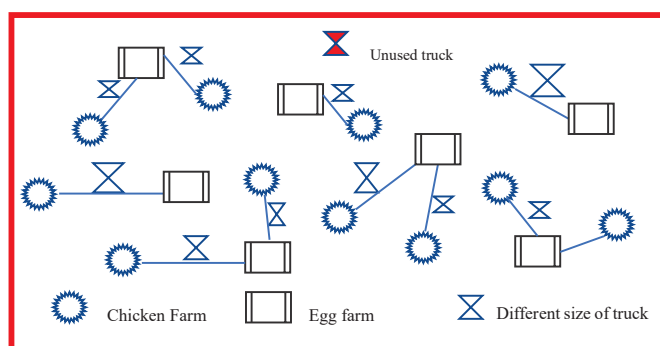 Unused truck
Chicken Farm
Egg farm
Different size of truck